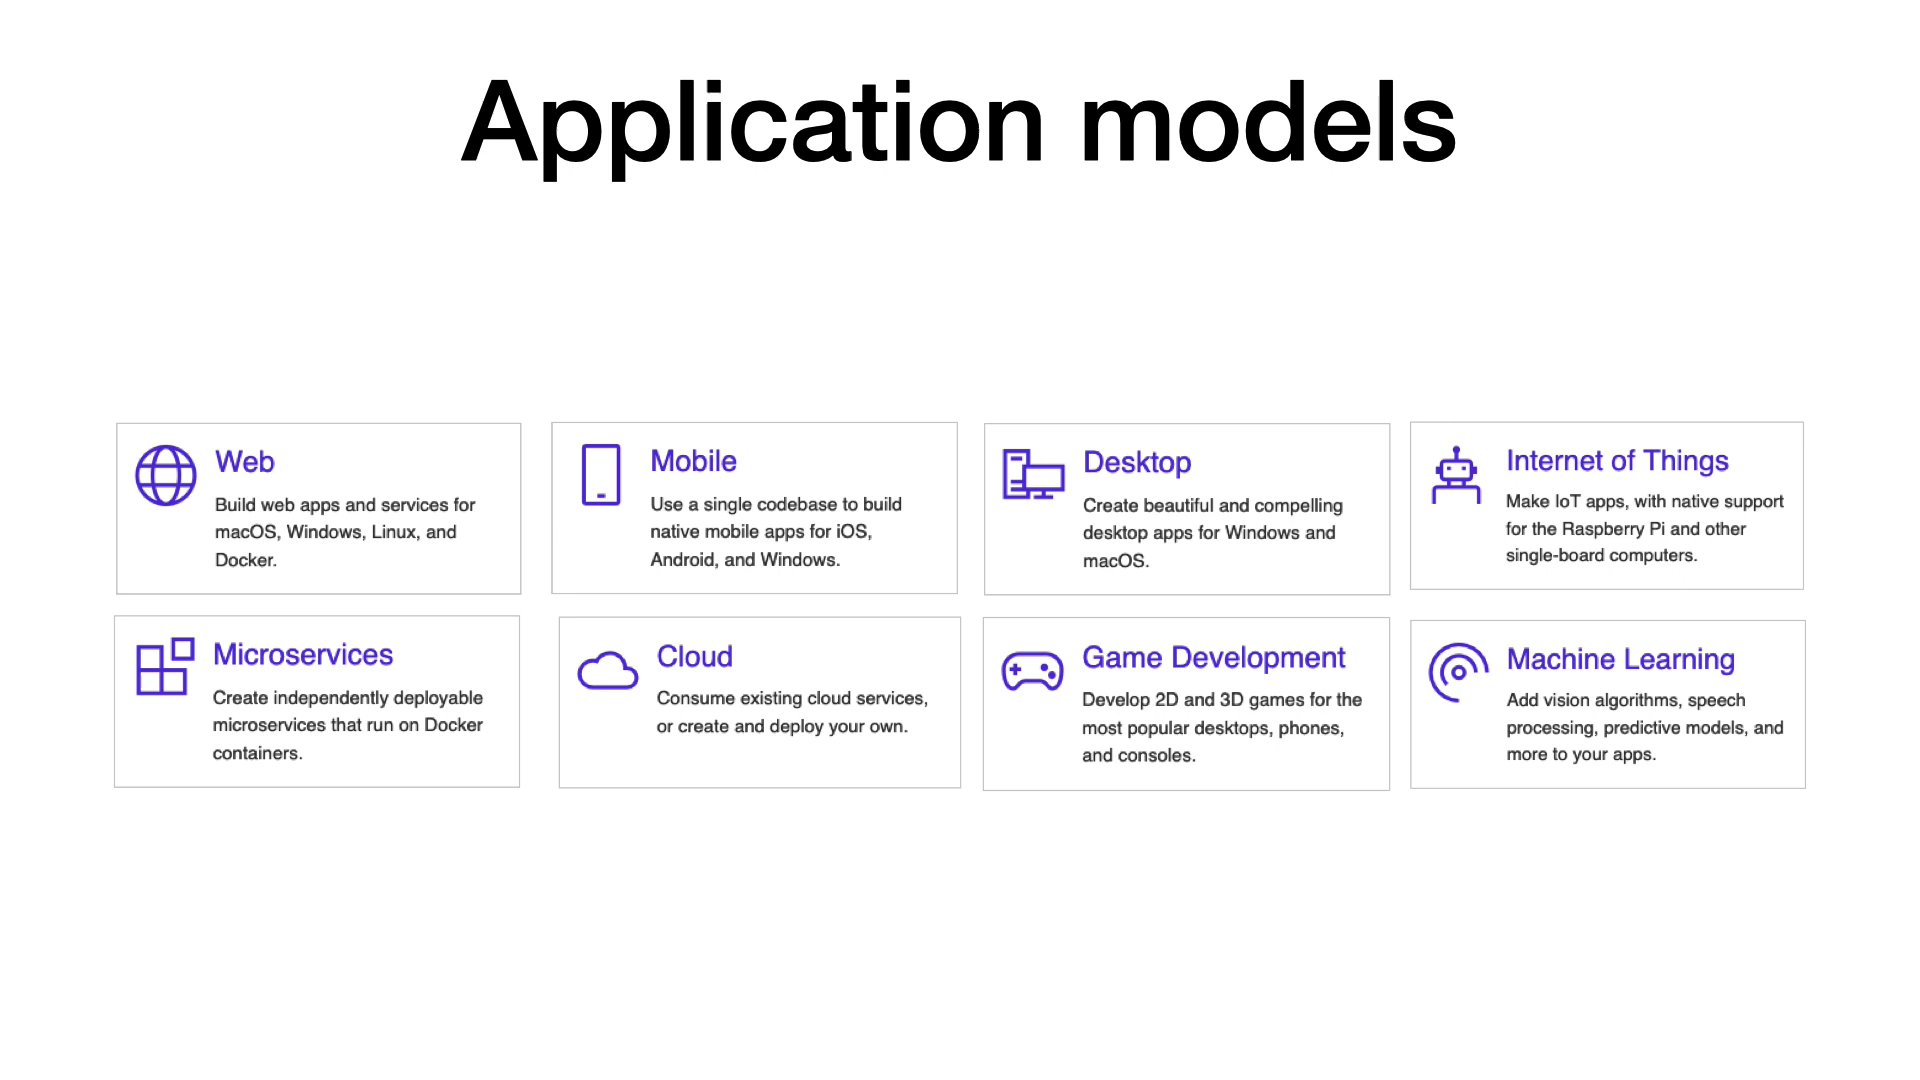 Application models
Web
Build web apps and services for
macOS, Windows, Linux, and
Docker.
Mobile
Use a single codebase to build
native mobile apps for iOS,
Android, and Windows.
Desktop
Create beautiful and compelling
desktop apps for Windows and
macOS.
Internet of Things
Make IoT apps, with native support
for the Raspberry Pi and other
single-board computers.
Microservices
Create independently deployable
microservices that run on Docker
containers.
Cloud
Consume existing cloud services,
or create and deploy your own.
Game Development
Develop 2D and 3D games for the
most popular desktops, phones,
and consoles.
Machine Learning
Add vision algorithms, speech
processing, predictive models, and
more to your apps.